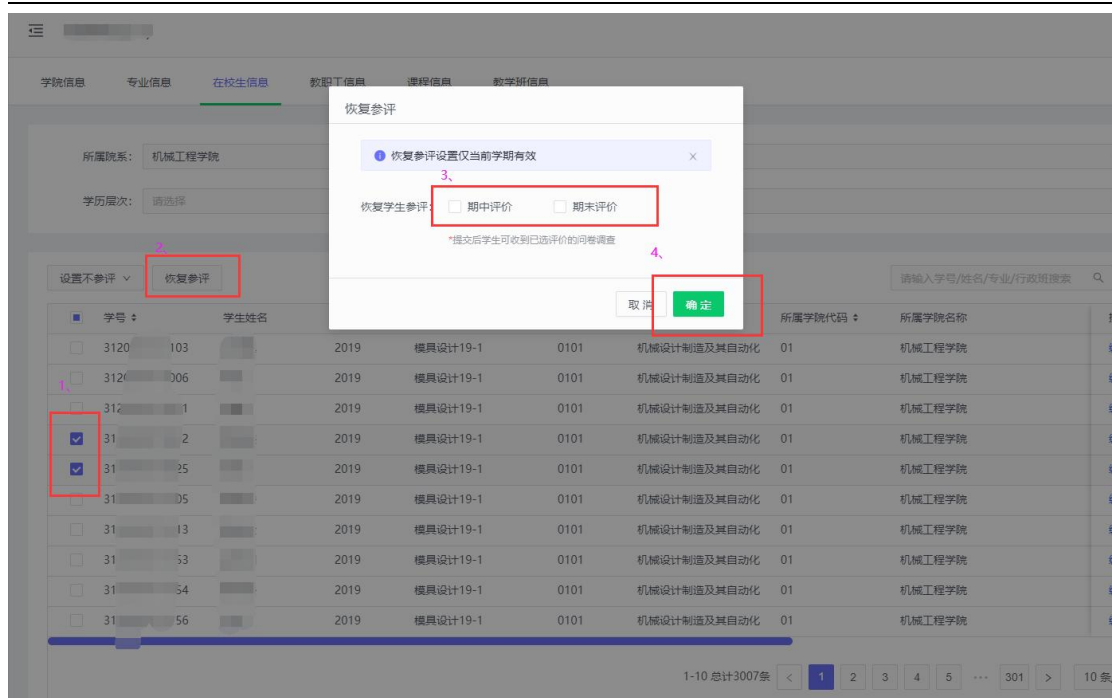 学院信息 专业信息 在校生信息 教职工信息 课程信息 教学班信息
恢复参评
所属院系: 机械工程学院
恢复参评设置仅当前学期有效
3、
学历层次: 请选择
恢复学生参评: 期中评价 期末评价
*提交后学生可收到已选评价的问卷调查
2、
4、
设置不参评 恢复参评
请输入学号/姓名/专业/行政班搜索
取消 确定
学号 学生姓名 所属学院代码 所属学院名称
3120 103 2019 模具设计19-1 0101 机械设计制造及其自动化 01 机械工程学院
312 006 2019 模具设计19-1 0101 机械设计制造及其自动化 01 机械工程学院
1、
312 1 2019 模具设计19-1 0101 机械设计制造及其自动化 01 机械工程学院
31 2 2019 模具设计19-1 0101 机械设计制造及其自动化 01 机械工程学院
31 25 2019 模具设计19-1 0101 机械设计制造及其自动化 01 机械工程学院
31 05 2019 模具设计19-1 0101 机械设计制造及其自动化 01 机械工程学院
31 13 2019 模具设计19-1 0101 机械设计制造及其自动化 01 机械工程学院
31 53 2019 模具设计19-1 0101 机械设计制造及其自动化 01 机械工程学院
31 54 2019 模具设计19-1 0101 机械设计制造及其自动化 01 机械工程学院
31 56 2019 模具设计19-1 0101 机械设计制造及其自动化 01 机械工程学院
1-10 总计3007条 < 1 2 3 4 5 ··· 301 > 10 条